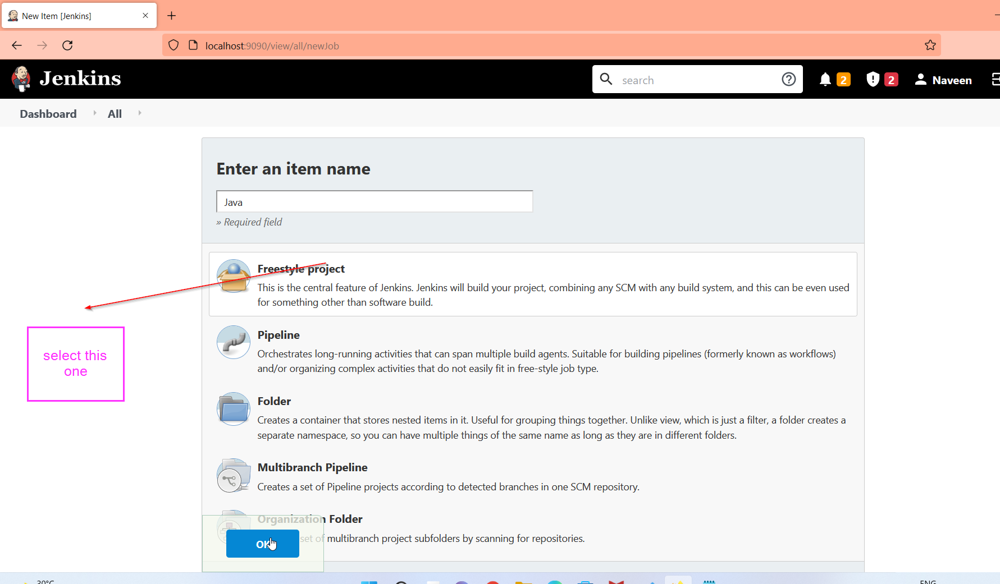 New Item [Jenkins]
localhost:9090/view/all/newJob
Jenkins
search
2
2
Naveen
Dashboard
All
Enter an item name
Java
» Required field
Freestyle project
This is the central feature of Jenkins. Jenkins will build your project, combining any SCM with any build system, and this can be even used
for something other than software build.
select this
one
Pipeline
Orchestrates long-running activities that can span multiple build agents. Suitable for building pipelines (formerly known as workflows)
and/or organizing complex activities that do not easily fit in free-style job type.
Folder
Creates a container that stores nested items in it. Useful for grouping things together. Unlike view, which is just a filter, a folder creates a
separate namespace, so you can have multiple things of the same name as long as they are in different folders.
Multibranch Pipeline
Creates a set of Pipeline projects according to detected branches in one SCM repository.
Organization Folder
set of multibranch project subfolders by scanning for repositories.
OK
30°C
ENG